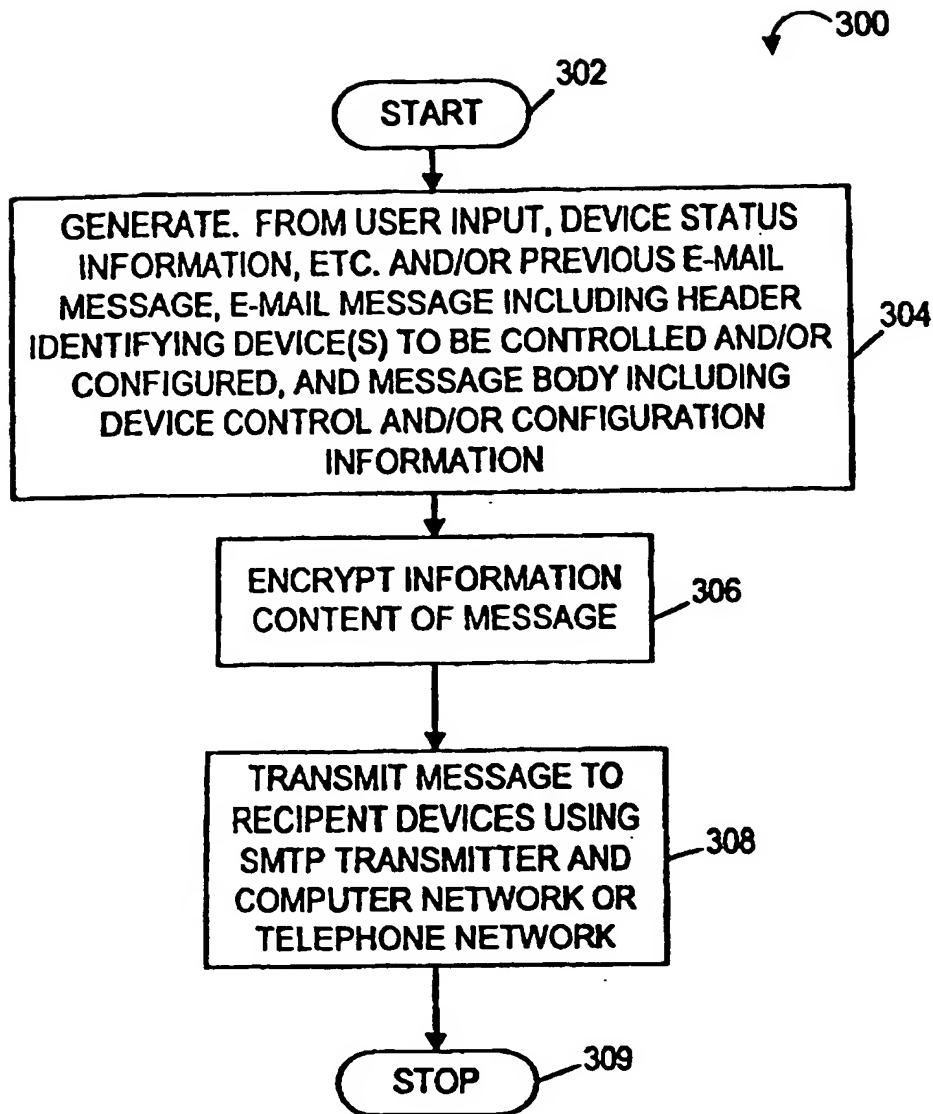 300
302
START
GENERATE. FROM USER INPUT, DEVICE STATUS
INFORMATION, ETC. AND/OR PREVIOUS E-MAIL
MESSAGE, E-MAIL MESSAGE INCLUDING HEADER
IDENTIFYING DEVICE(S) TO BE CONTROLLED AND/OR
CONFIGURED, AND MESSAGE BODY INCLUDING
DEVICE CONTROL AND/OR CONFIGURATION
INFORMATION
304
ENCRYPT INFORMATION
CONTENT OF MESSAGE
306
TRANSMIT MESSAGE TO
RECIPENT DEVICES USING
SMTP TRANSMITTER AND
COMPUTER NETWORK OR
TELEPHONE NETWORK
308
STOP
309